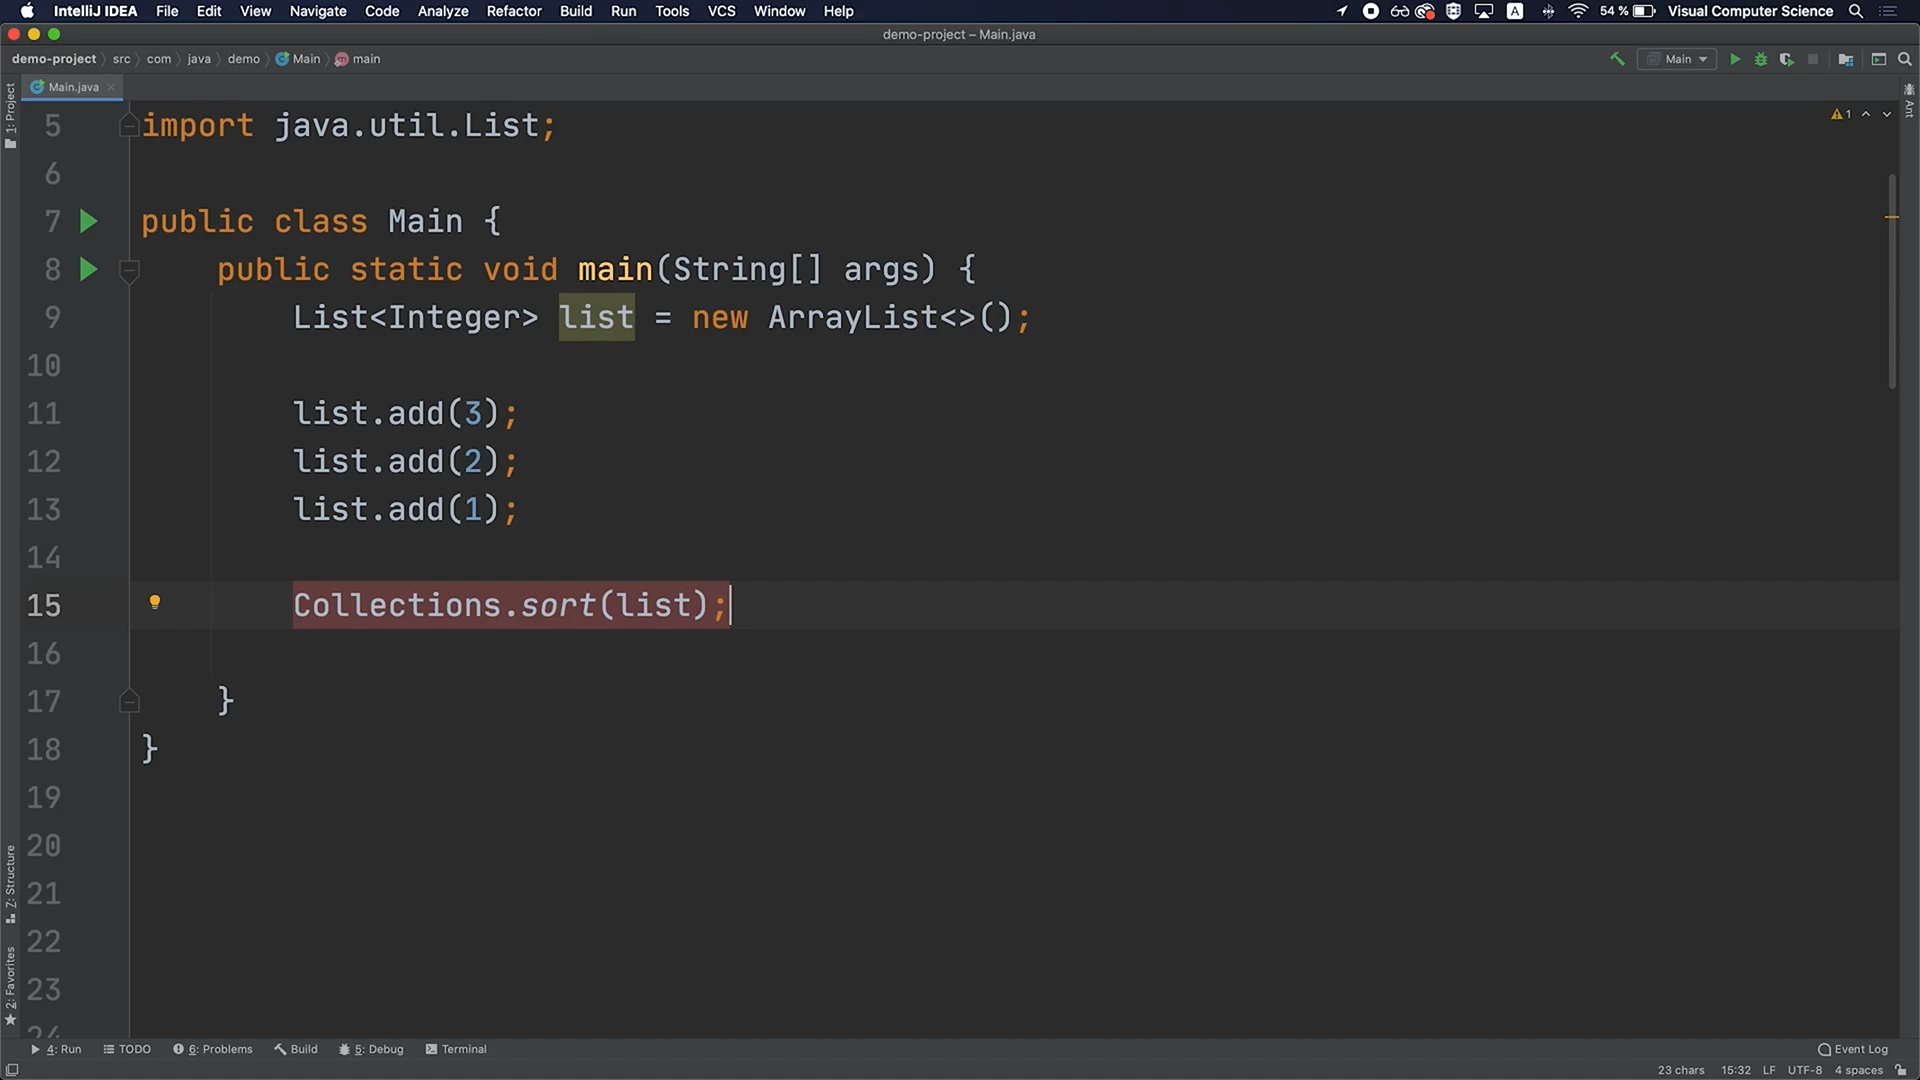 IntelliJ IDEA File Edit View Navigate Code Analyze Refactor Build Run Tools VCS Window Help A 54 % Visual Computer Science
demo-project – Main.java
demo-project src com java demo Main main Main
1: Project
Main.java
Ant
1
5 import java.util.List;
6
7 public class Main {
8 public static void main(String[] args) {
9 List<Integer> list = new ArrayList<>();
10
11 list.add(3);
12 list.add(2);
13 list.add(1);
14
15 Collections.sort(list);
16
17 }
18 }
19
20
21
22
23
24
Z: Structure
2: Favorites
4: Run TODO 6: Problems Build 5: Debug Terminal Event Log
23 chars 15:32 LF UTF-8 4 spaces